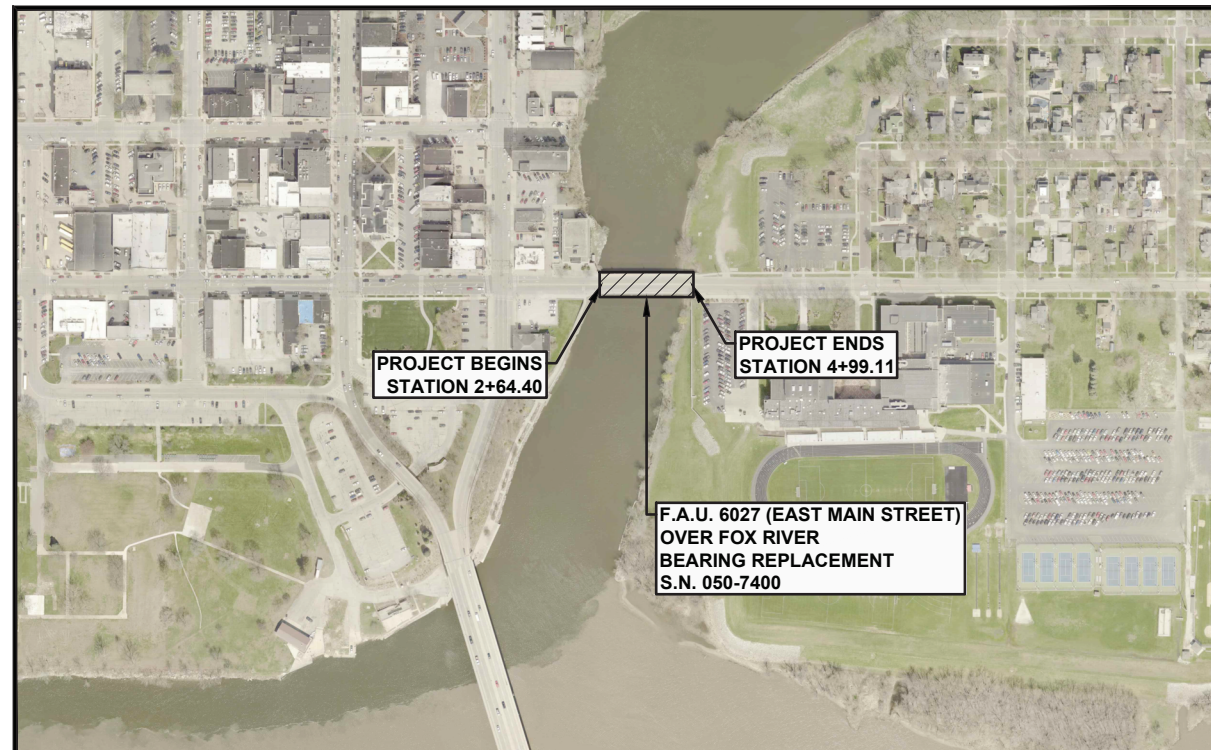 PROJECT BEGINS
STATION 2+64.40
PROJECT ENDS
STATION 4+99.11
F.A.U. 6027 (EAST MAIN STREET)
OVER FOX RIVER
BEARING REPLACEMENT
S.N. 050-7400